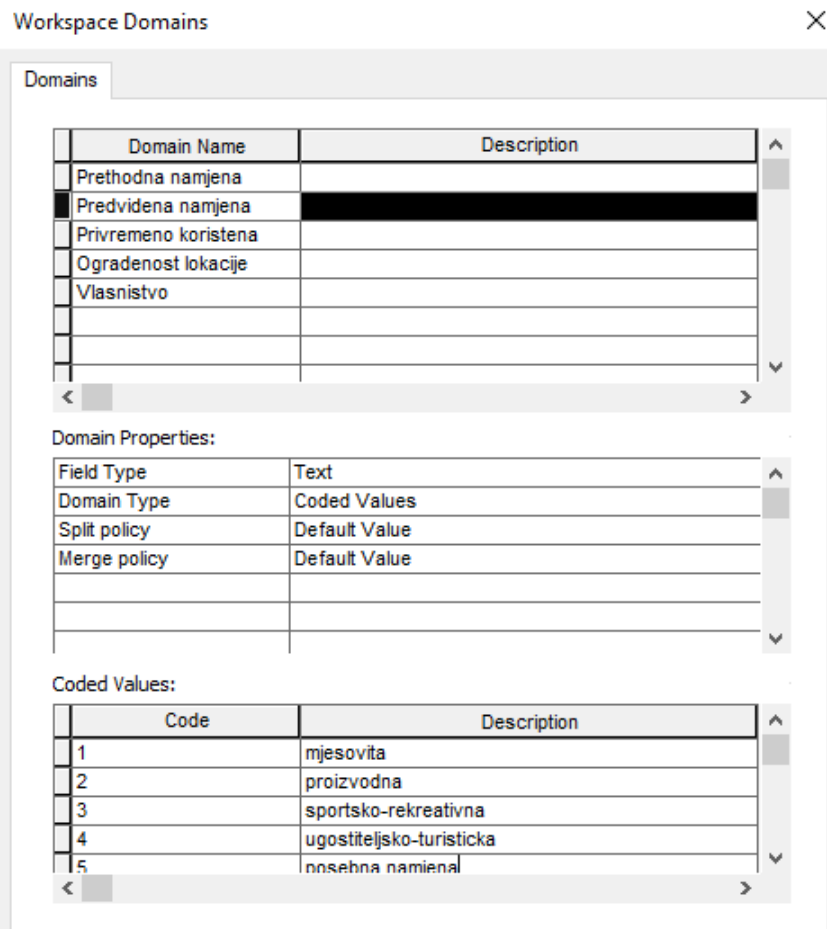 Workspace Domains
Domains
Domain Name Description
Prethodna namjena
Predvidena namjena
Privremeno koristena
Ogradenost lokacije
Vlasnistvo
Domain Properties:
Field Type Text
Domain Type Coded Values
Split policy Default Value
Merge policy Default Value
Coded Values:
Code Description
1 mjesovita
2 proizvodna
3 sportsko-rekreativna
4 ugostiteljsko-turisticka
5 posebna namjena